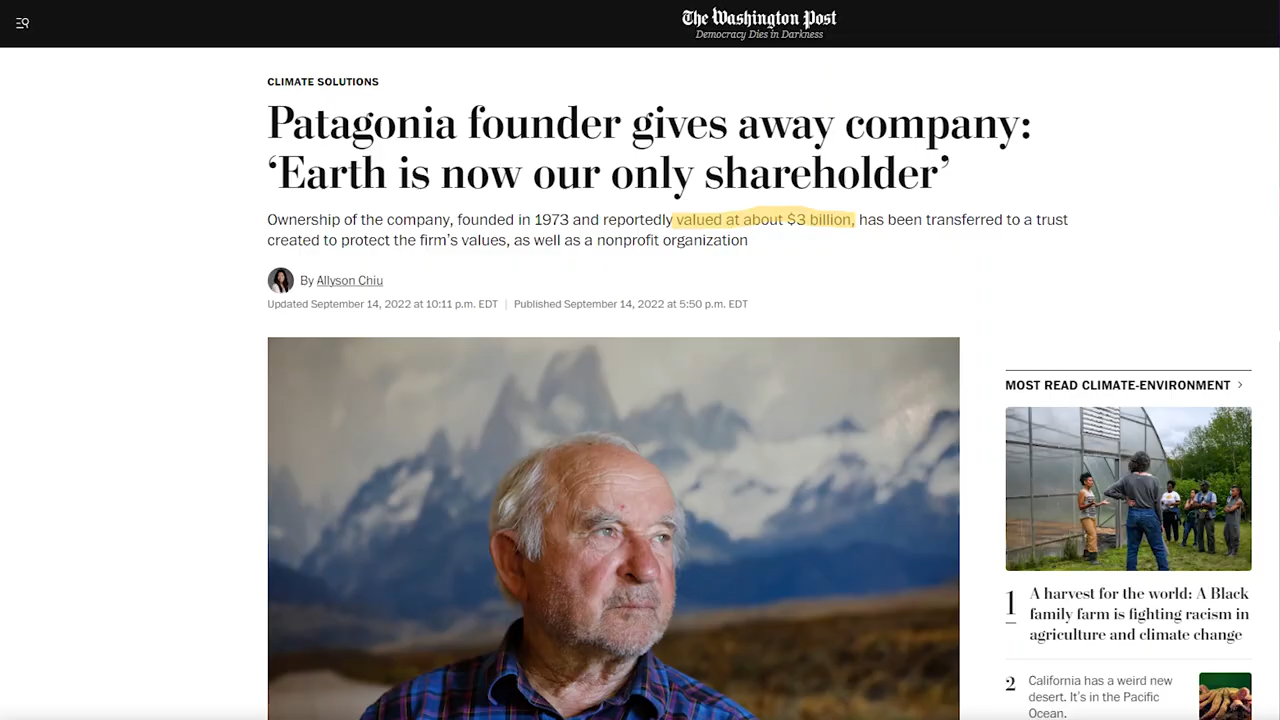 The Washington Post
Democracy Dies in Darkness
CLIMATE SOLUTIONS
Patagonia founder gives away company:
‘Earth is now our only shareholder’
Ownership of the company, founded in 1973 and reportedly valued at about $3 billion, has been transferred to a trust
created to protect the firm’s values, as well as a nonprofit organization
By Allyson Chiu
Updated September 14, 2022 at 10:11 p.m. EDT | Published September 14, 2022 at 5:50 p.m. EDT
MOST READ CLIMATE-ENVIRONMENT >
1
A harvest for the world: A Black
family farm is fighting racism in
agriculture and climate change
2
California has a weird new
desert. It’s in the Pacific
Ocean.